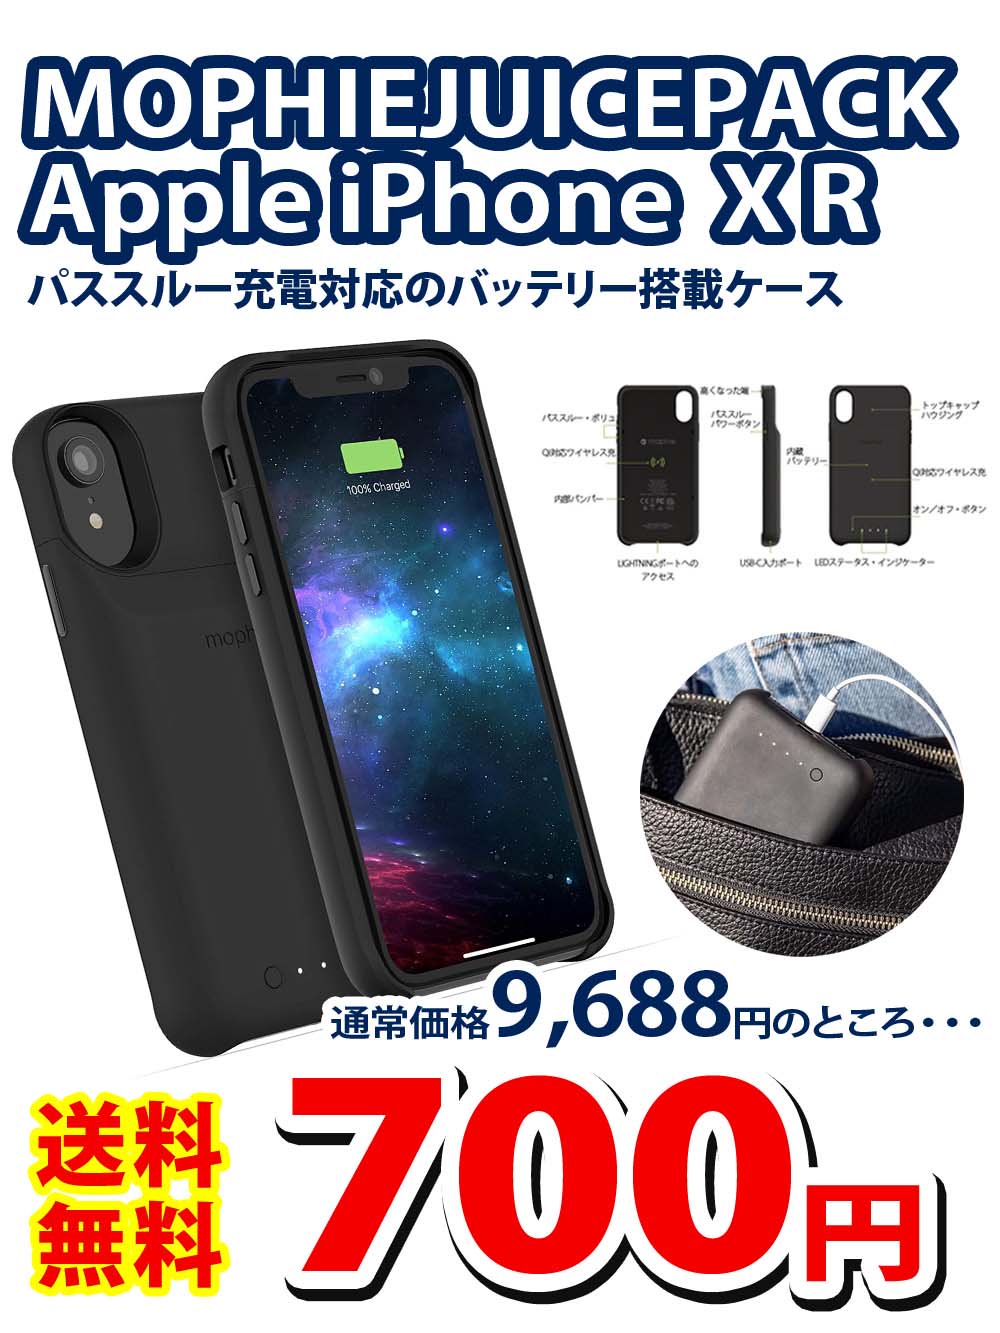 MOPHIEJUICEPACK
Apple iPhone XR
パススルー充電対応のバッテリー搭載ケース
100% Charged
moph
高くなった端
パススルー・ボリュ
パススルー
パワーボタン
トップキャップ
ハウジング
mophie
Qi対応ワイヤレス充
内蔵
バッテリー
Qi対応ワイヤレス充
内部バンパー
オン/オフ・ボタン
LIGHTNINGポートへの
アクセス
USB-C入力ポート
LEDステータス・インジケーター
通常価格9,688円のところ・・・
送料
無料
700円